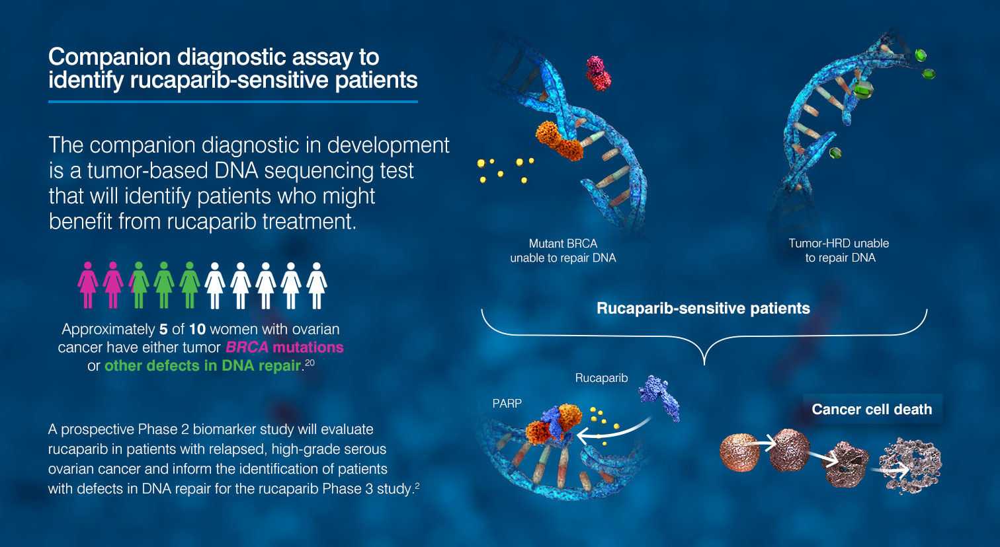 Companion diagnostic assay to
identify rucaparib-sensitive patients
The companion diagnostic in development
is a tumor-based DNA sequencing test
that will identify patients who might
benefit from rucaparib treatment.
Approximately 5 of 10 women with ovarian
cancer have either tumor BRCA mutations
or other defects in DNA repair.20
A prospective Phase 2 biomarker study will evaluate
rucaparib in patients with relapsed, high-grade serous
ovarian cancer and inform the identification of patients
with defects in DNA repair for the rucaparib Phase 3 study.2
Mutant BRCA
unable to repair DNA
Tumor-HRD unable
to repair DNA
Rucaparib-sensitive patients
Rucaparib
PARP
Cancer cell death